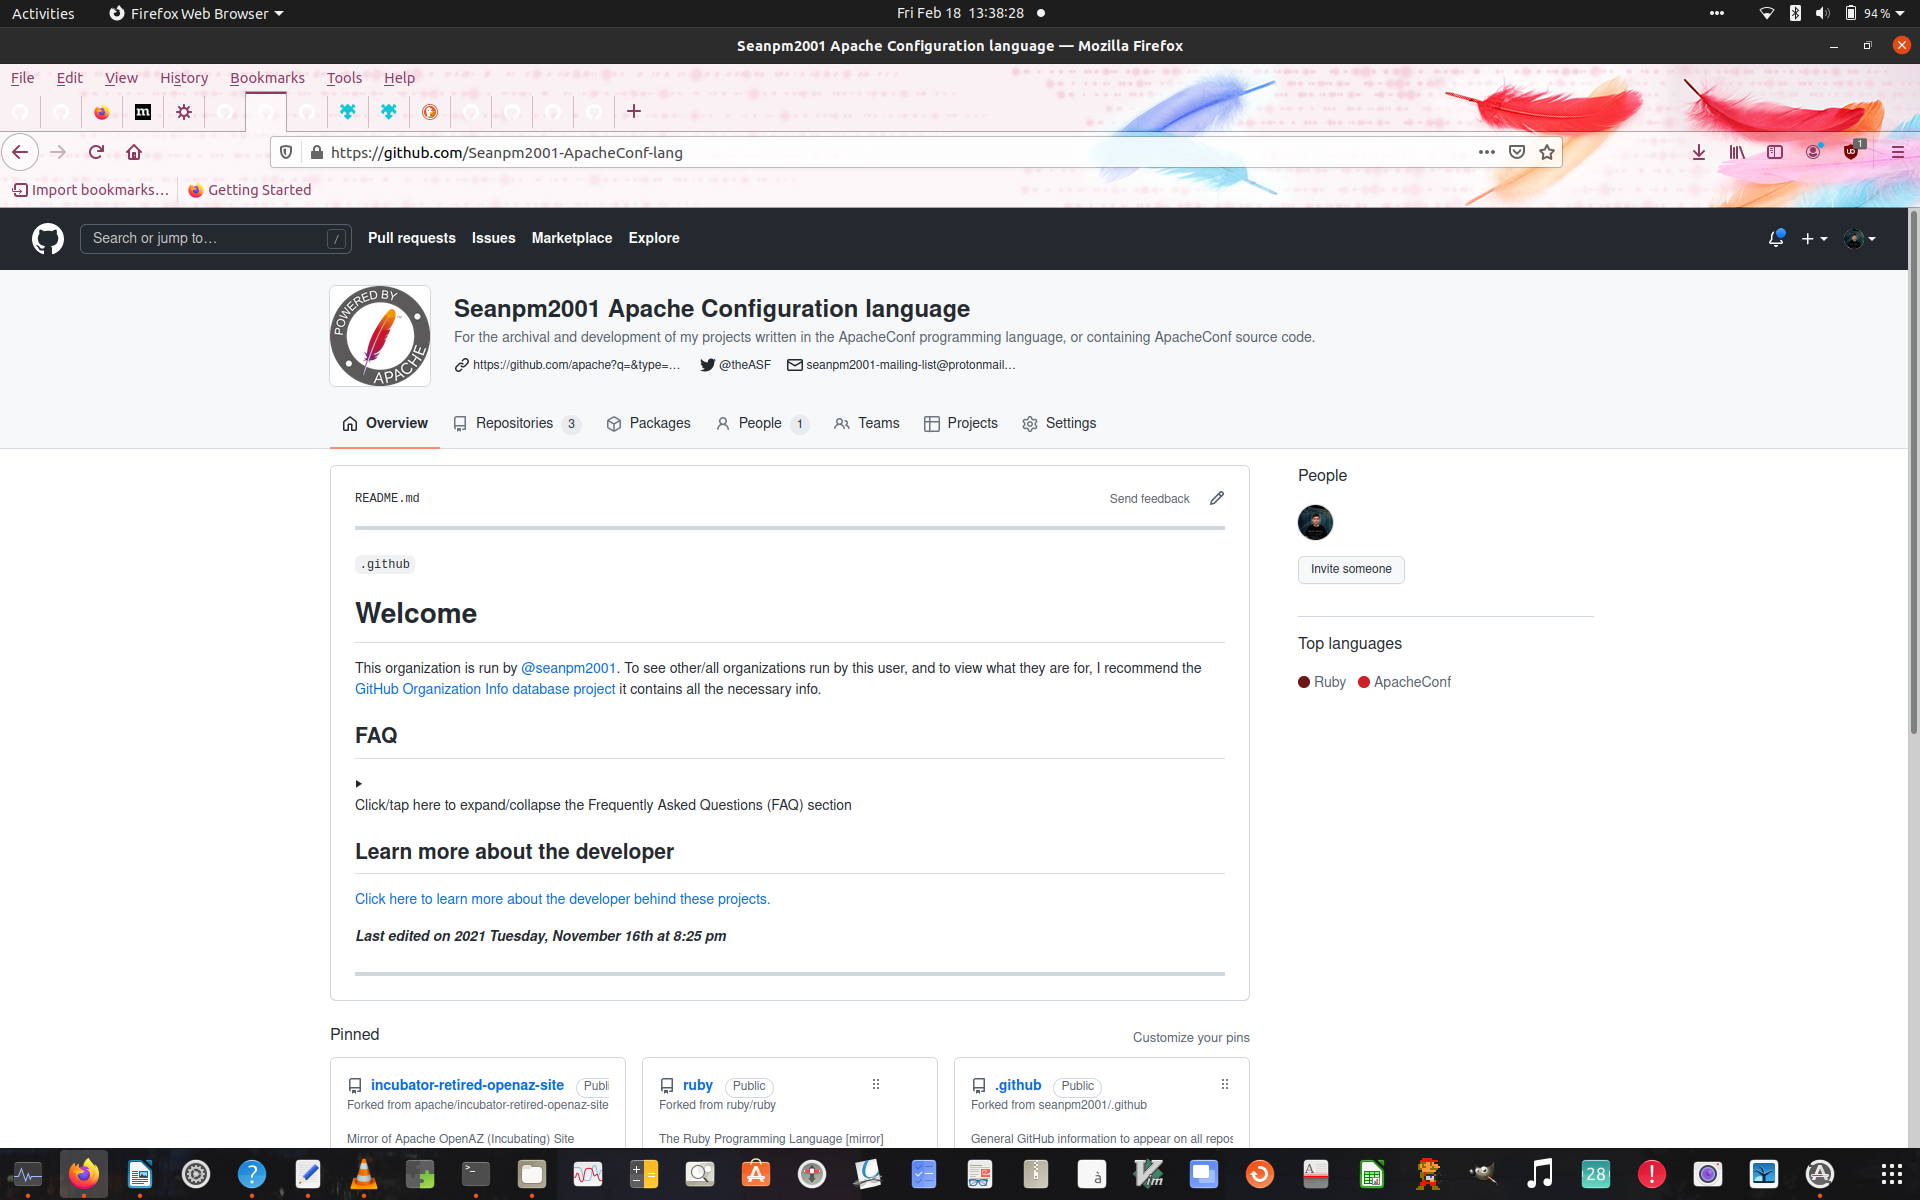 Activities
Firefox Web Browser
Fri Feb 18 13:38:28
94 %
Seanpm2001 Apache Configuration language — Mozilla Firefox
File Edit View History Bookmarks Tools Help
https://github.com/Seanpm2001-ApacheConf-lang
1
Import bookmarks…
Getting Started
Search or jump to…
/
Pull requests
Issues
Marketplace
Explore
POWERED BY
APACHE
Seanpm2001 Apache Configuration language
For the archival and development of my projects written in the ApacheConf programming language, or containing ApacheConf source code.
https://github.com/apache?q=&type=…
@theASF
seanpm2001-mailing-list@protonmail…
Overview
Repositories 3
Packages
People 1
Teams
Projects
Settings
README.md
Send feedback
.github
Welcome
This organization is run by @seanpm2001. To see other/all organizations run by this user, and to view what they are for, I recommend the
GitHub Organization Info database project it contains all the necessary info.
FAQ
Click/tap here to expand/collapse the Frequently Asked Questions (FAQ) section
Learn more about the developer
Click here to learn more about the developer behind these projects.
Last edited on 2021 Tuesday, November 16th at 8:25 pm
People
Invite someone
Top languages
Ruby
ApacheConf
Pinned
Customize your pins
incubator-retired-openaz-site Publi
Forked from apache/incubator-retired-openaz-site
Mirror of Apache OpenAZ (Incubating) Site
ruby Public
Forked from ruby/ruby
The Ruby Programming Language [mirror]
.github Public
Forked from seanpm2001/.github
General GitHub information to appear on all repos
28